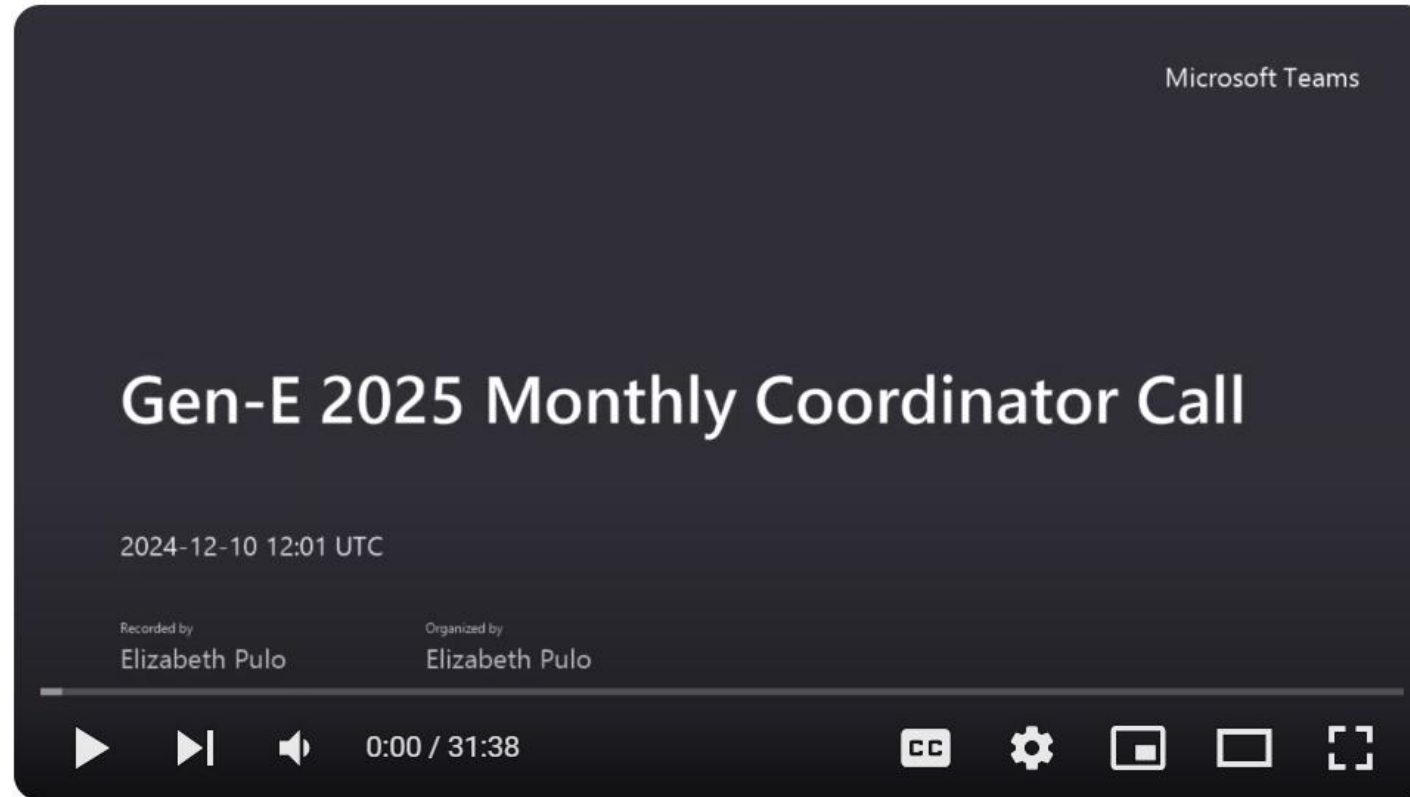 Microsoft Teams
Gen-E 2025 Monthly Coordinator Call
2024-12-10 12:01 UTC
Recorded by
Elizabeth Pulo
Organized by
Elizabeth Pulo
0:00 / 31:38
CC